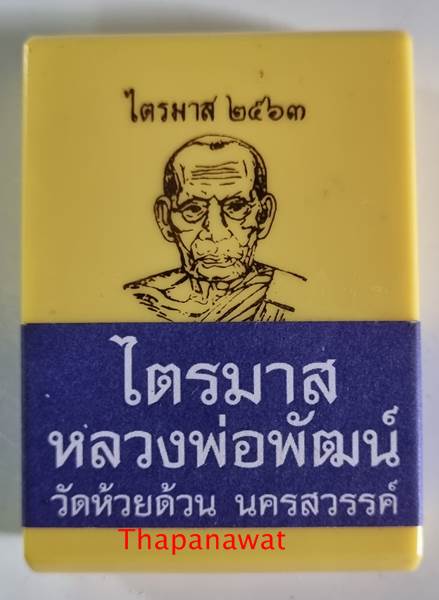 ไตรมาส ๒๕๖๓
ไตรมาส
หลวงพ่อพัฒน์
วัดห้วยด้วน นครสวรรค์
Thapanawat